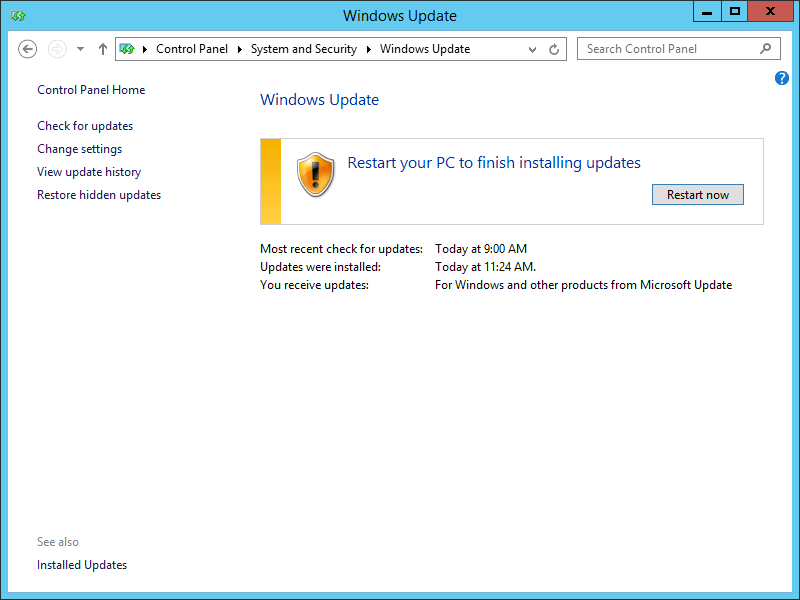 Windows Update
Control Panel System and Security Windows Update
Search Control Panel
Control Panel Home
Check for updates
Change settings
View update history
Restore hidden updates
Windows Update
Restart your PC to finish installing updates
Restart now
Most recent check for updates: Today at 9:00 AM
Updates were installed: Today at 11:24 AM.
You receive updates: For Windows and other products from Microsoft Update
See also
Installed Updates